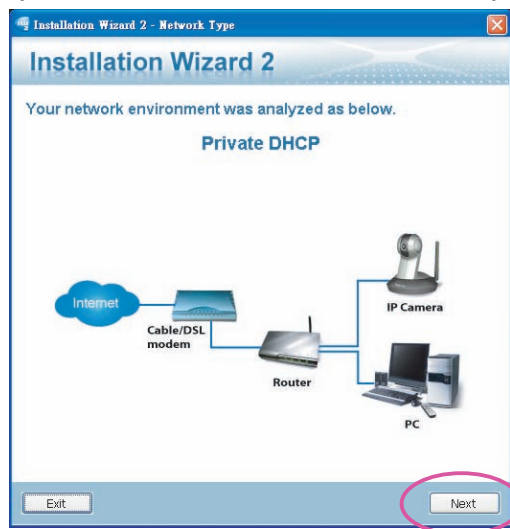 Installation Wizard 2 - Network Type
Installation Wizard 2
Your network environment was analyzed as below.
Private DHCP
Internet
Cable/DSL
modem
Router
IP Camera
PC
Exit
Next